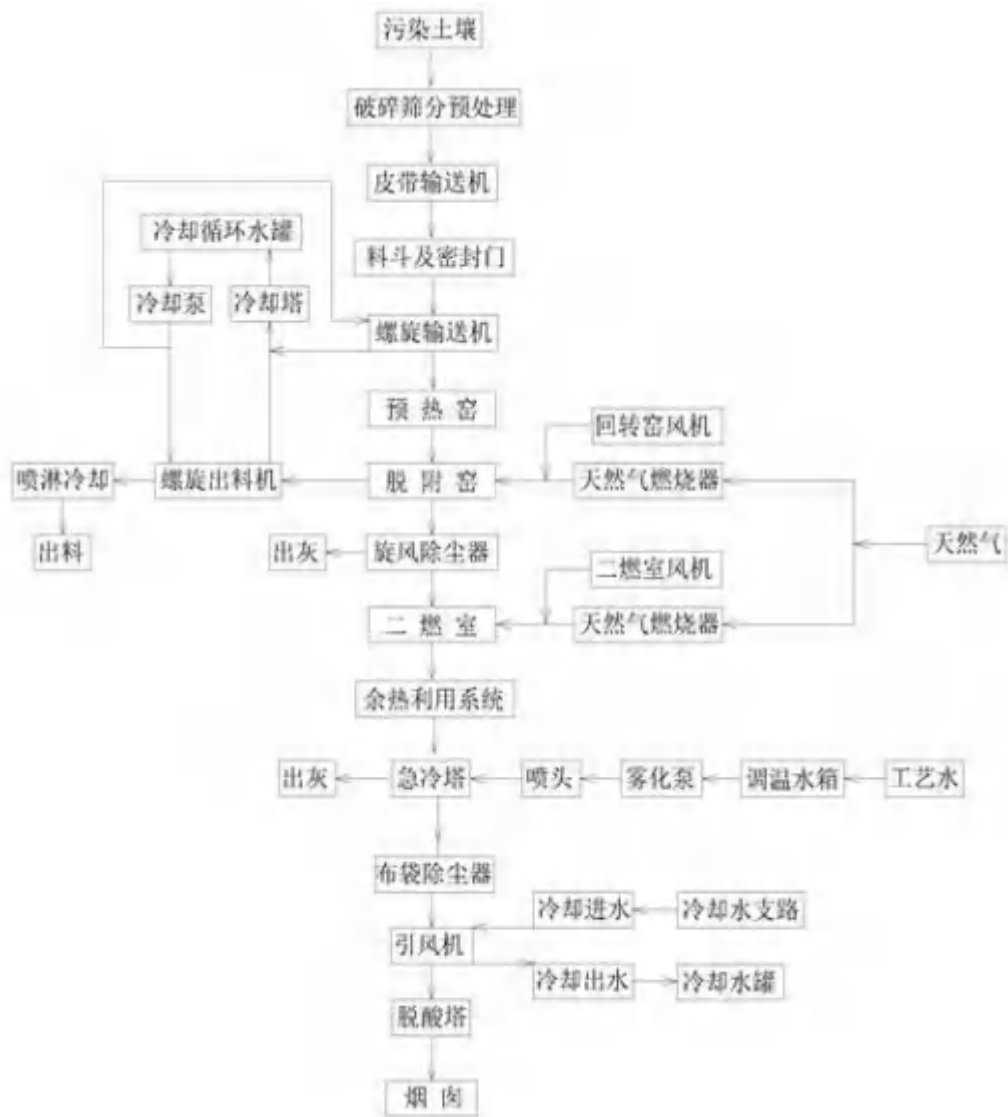 污染土壤
破碎筛分预处理
皮带输送机
冷却循环水罐
料斗及密封门
冷却泵
冷却塔
螺旋输送机
预热窑
回转窑风机
喷淋冷却
螺旋出料机
脱附窑
天然气燃烧器
出料
出灰
旋风除尘器
天然气
二燃室风机
二燃室
天然气燃烧器
余热利用系统
出灰
急冷塔
喷头
雾化泵
调温水箱
工艺水
布袋除尘器
冷却进水
冷却水支路
引风机
冷却出水
冷却水罐
脱酸塔
烟囱